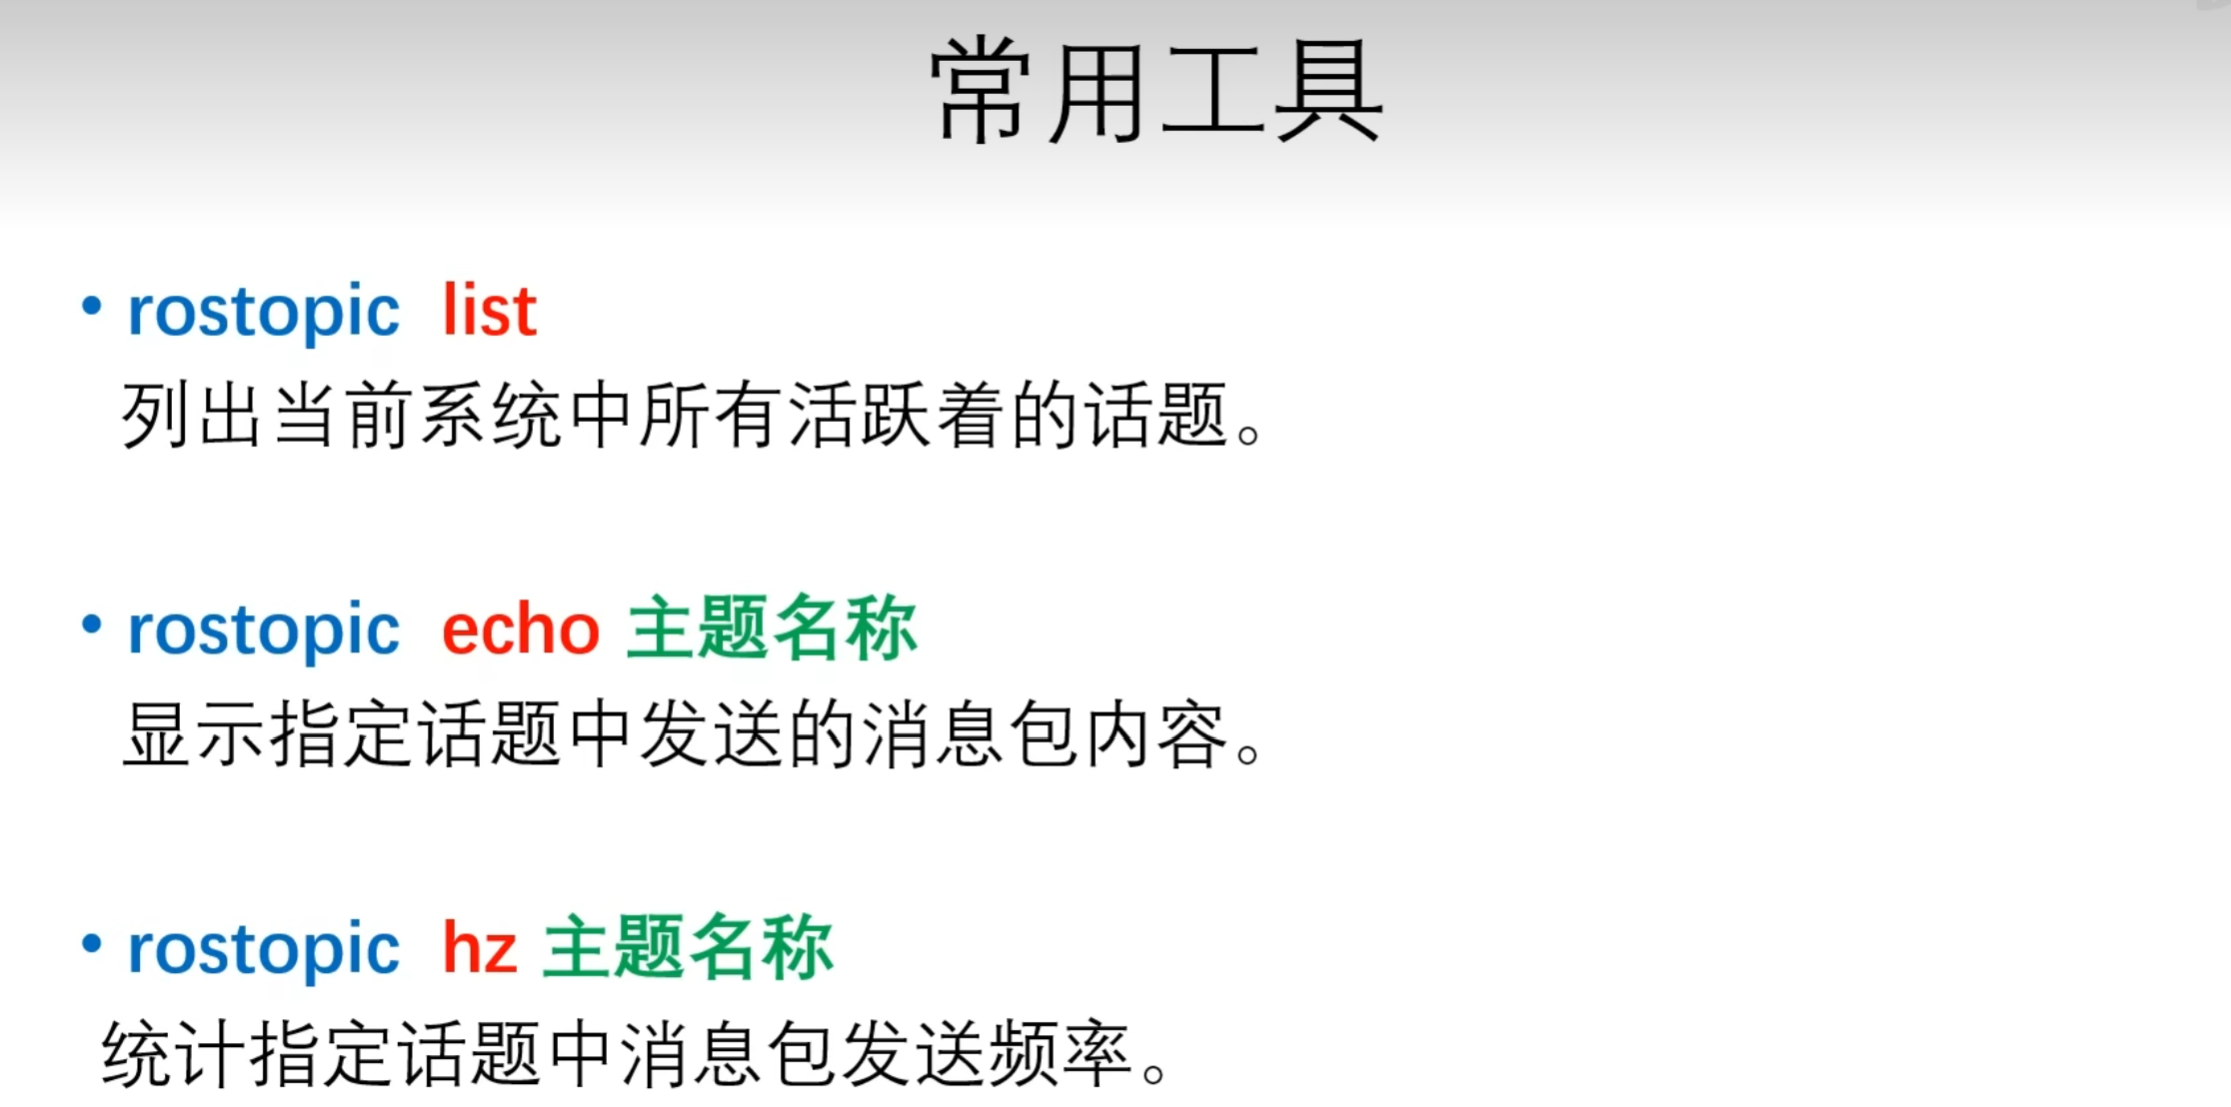 常用工具
• rostopic list
列出当前系统中所有活跃着的话题。
• rostopic echo 主题名称
显示指定话题中发送的消息包内容。
• rostopic hz 主题名称
统计指定话题中消息包发送频率。